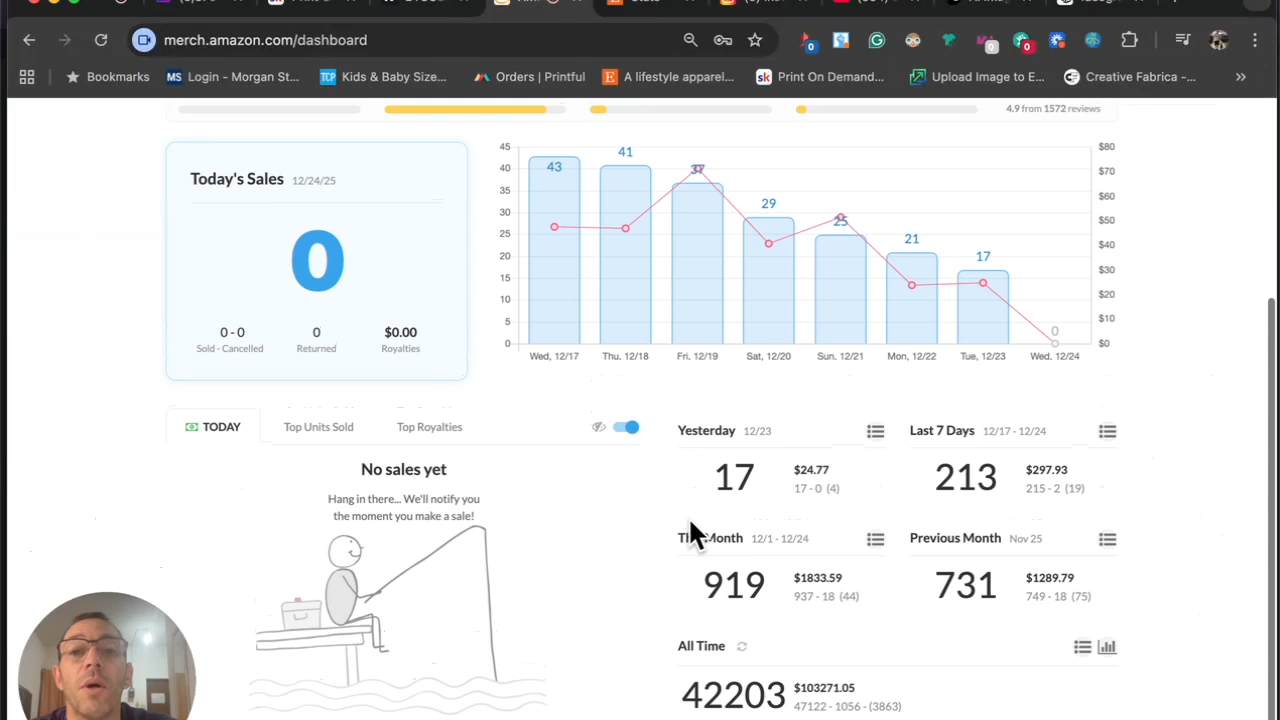 merch.amazon.com/dashboard
0
0
0
Bookmarks
MS Login - Morgan St...
TCP Kids & Baby Size...
Orders | Printful
E A lifestyle apparel...
sk Print On Demand...
Upload Image to E...
Creative Fabrica –...
»
4.9 from 1572 reviews
Today's Sales 12/24/25
0
0 - 0
Sold - Cancelled
0
Returned
$0.00
Royalties
45
40
35
30
25
20
15
10
5
0
43
41
37
29
25
21
17
0
$80
$70
$60
$50
$40
$30
$20
$10
$0
Wed, 12/17
Thu. 12/18
Fri. 12/19
Sat, 12/20
Sun. 12/21
Mon, 12/22
Tue, 12/23
Wed. 12/24
TODAY
Top Units Sold
Top Royalties
No sales yet
Hang in there... We'll notify you
the moment you make a sale!
Yesterday 12/23
17
$24.77
17 - 0 (4)
Last 7 Days 12/17 - 12/24
213
$297.93
215 - 2 (19)
Month 12/1 - 12/24
919
$1833.59
937 - 18 (44)
Previous Month Nov 25
731
$1289.79
749 - 18 (75)
All Time
42203
$103271.05
47122 - 1056 - (3863)